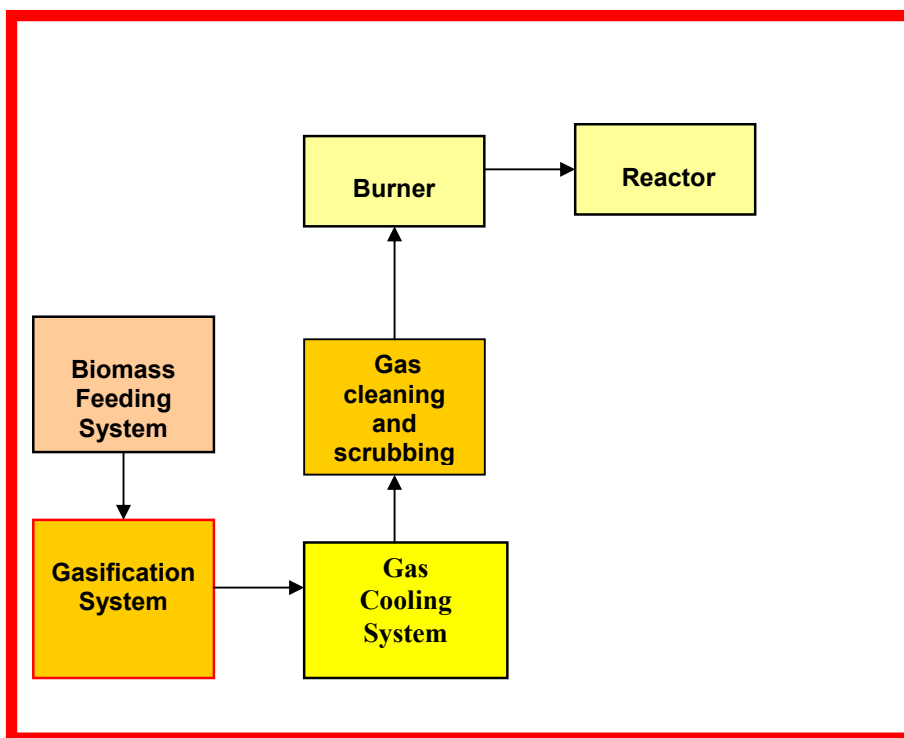 Burner
Reactor
Biomass
Feeding
System
Gas
cleaning
and
scrubbing
Gasification
System
Gas
Cooling
System